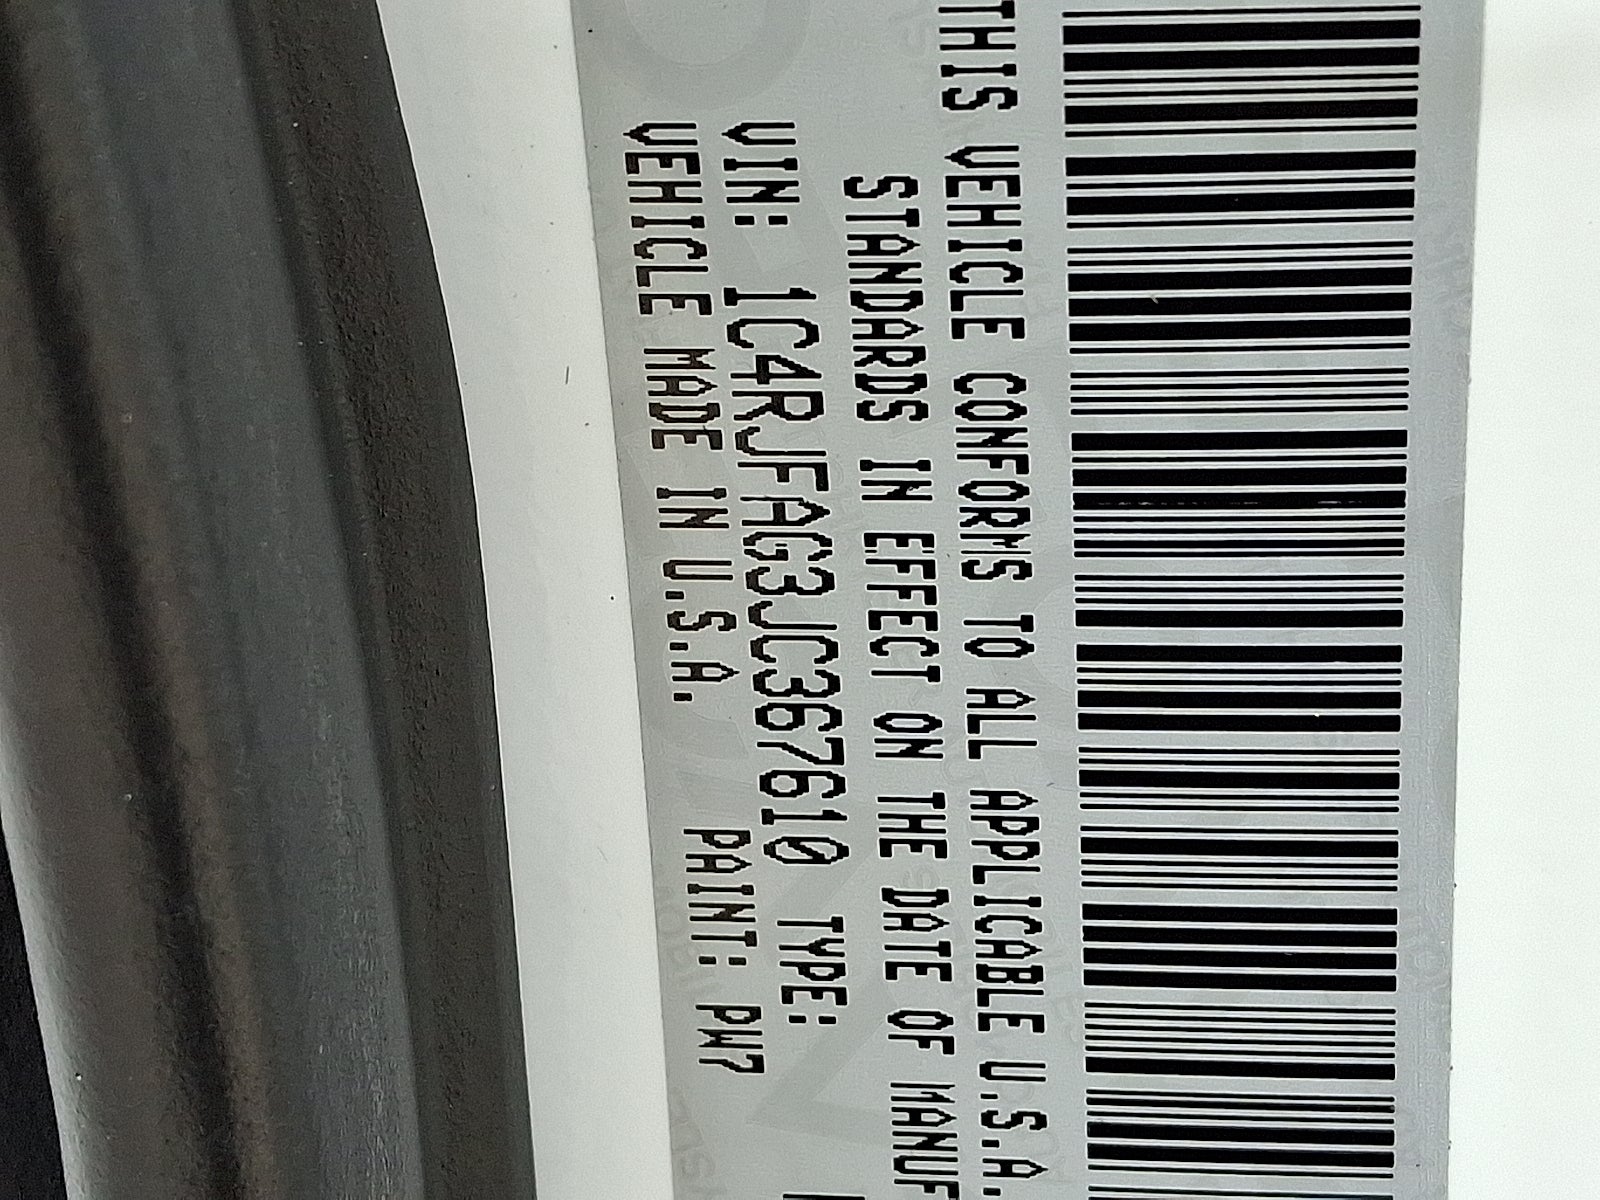 THIS VEHICLE CONFORMS TO ALL APPLICABLE U.S.A.
STANDARDS IN EFFECT ON THE DATE OF MANUF
VIN: 1C4RJFAG3JC367610 TYPE:
VEHICLE MADE IN U.S.A. PAINT: PW7